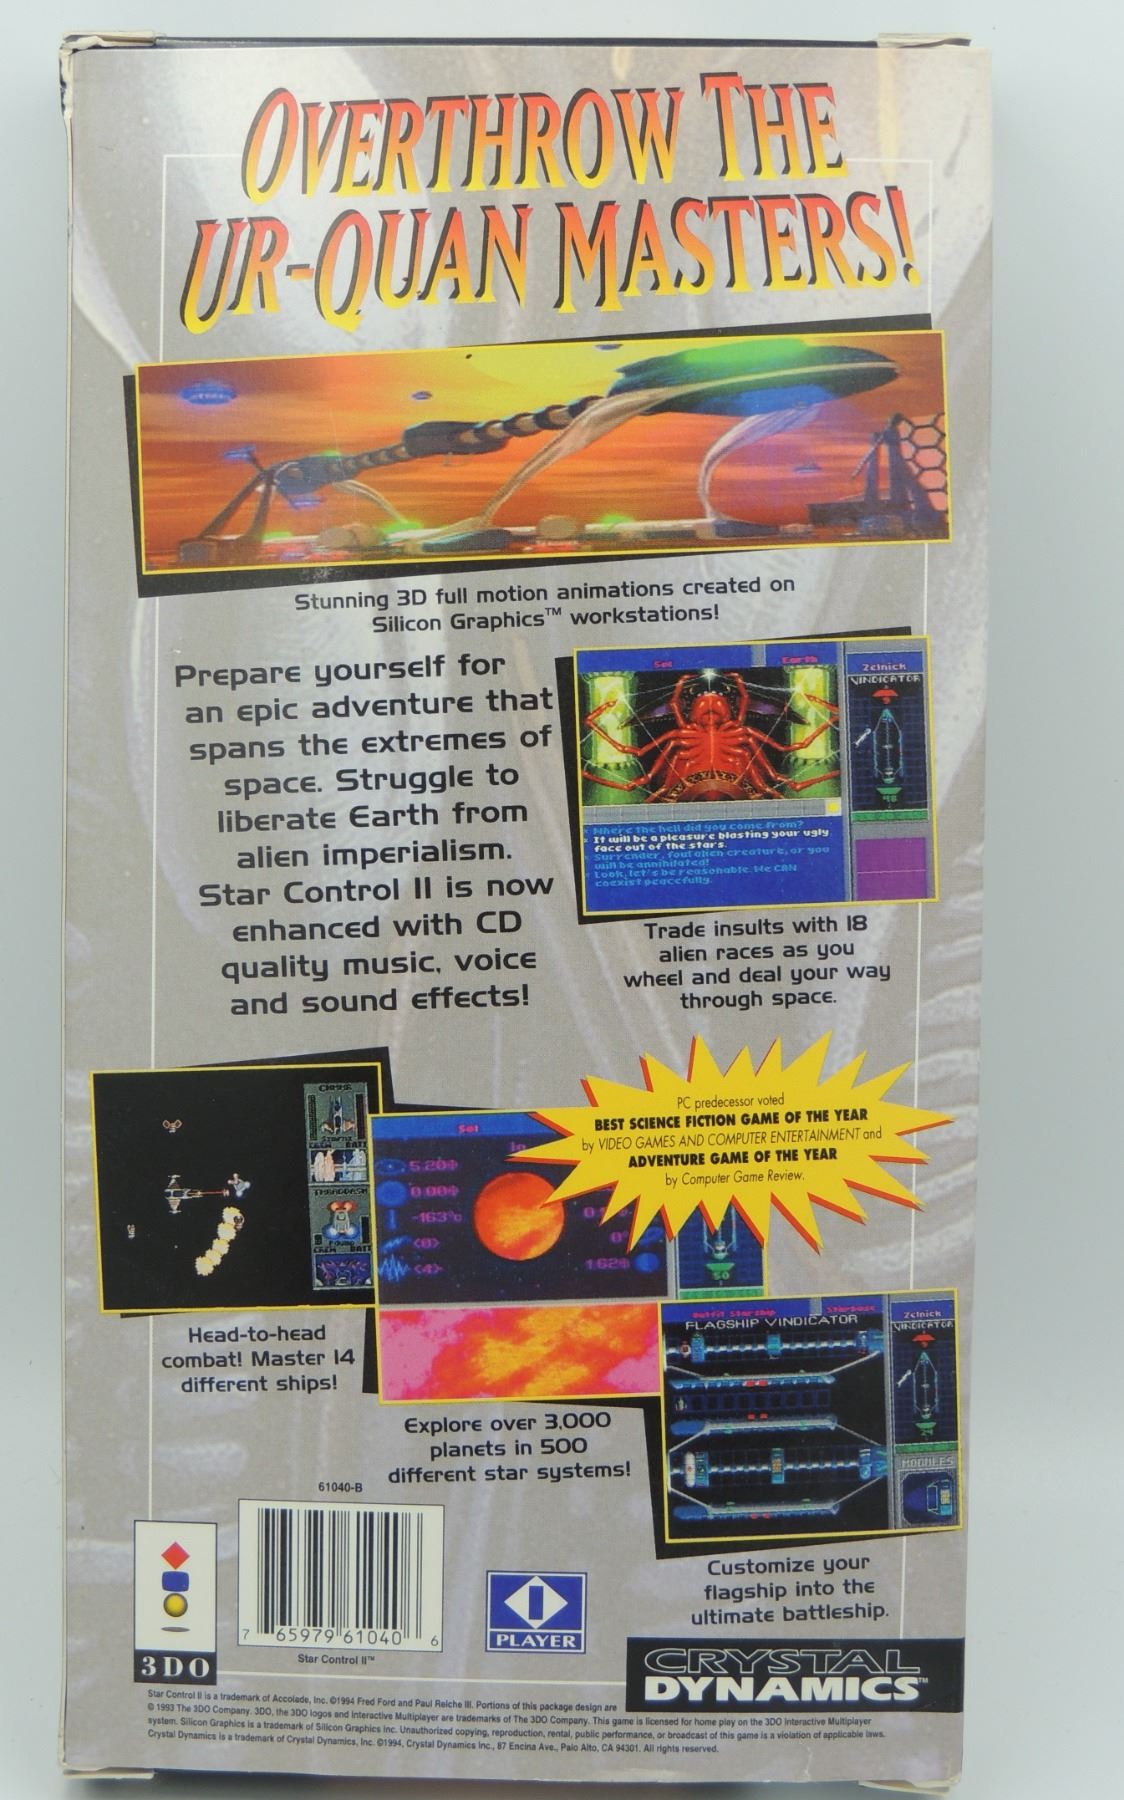 OVERTHROW THE
UR-QUAN MASTERS!
Stunning 3D full motion animations created on
Silicon Graphics™ workstations!
Prepare yourself for
an epic adventure that
spans the extremes of
space. Struggle to
liberate Earth from
alien imperialism.
Star Control II is now
enhanced with CD
quality music, voice
and sound effects!
Sol Earth
Zelnick
VINDICATOR
Where the hell did you come from?
It will be a pleasure blasting your ugly
face out of the stars.
Surrender, foul alien creature, or you
will be annihilated!
Look, let's be reasonable. We CAN
coexist peacefully.
Trade insults with 18
alien races as you
wheel and deal your way
through space.
PC predecessor voted
BEST SCIENCE FICTION GAME OF THE YEAR
by VIDEO GAMES AND COMPUTER ENTERTAINMENT and
ADVENTURE GAME OF THE YEAR
by Computer Game Review.
CREW BATT
THRADDASH
CREW BATT
Head-to-head
combat! Master 14
different ships!
Sol
-163°c
<8>
<4>
50
Explore over 3,000
planets in 500
different star systems!
Outfit Starship Starbase
FLAGSHIP VINDICATOR
Zelnick
VINDICATOR
MODULES
Customize your
flagship into the
ultimate battleship.
61040-B
7 65979 61040 6
Star Control II™
3DO
1
PLAYER
CRYSTAL
DYNAMICS™
Star Control II is a trademark of Accolade, Inc. ©1994 Fred Ford and Paul Reiche III. Portions of this package design are
© 1993 The 3DO Company. 3DO, the 3DO logos and Interactive Multiplayer are trademarks of The 3DO Company. This game is licensed for home play on the 3DO Interactive Multiplayer
system. Silicon Graphics is a trademark of Silicon Graphics Inc. Unauthorized copying, reproduction, rental, public performance, or broadcast of this game is a violation of applicable laws.
Crystal Dynamics is a trademark of Crystal Dynamics, Inc. ©1994, Crystal Dynamics Inc., 87 Encina Ave., Palo Alto, CA 94301. All rights reserved.